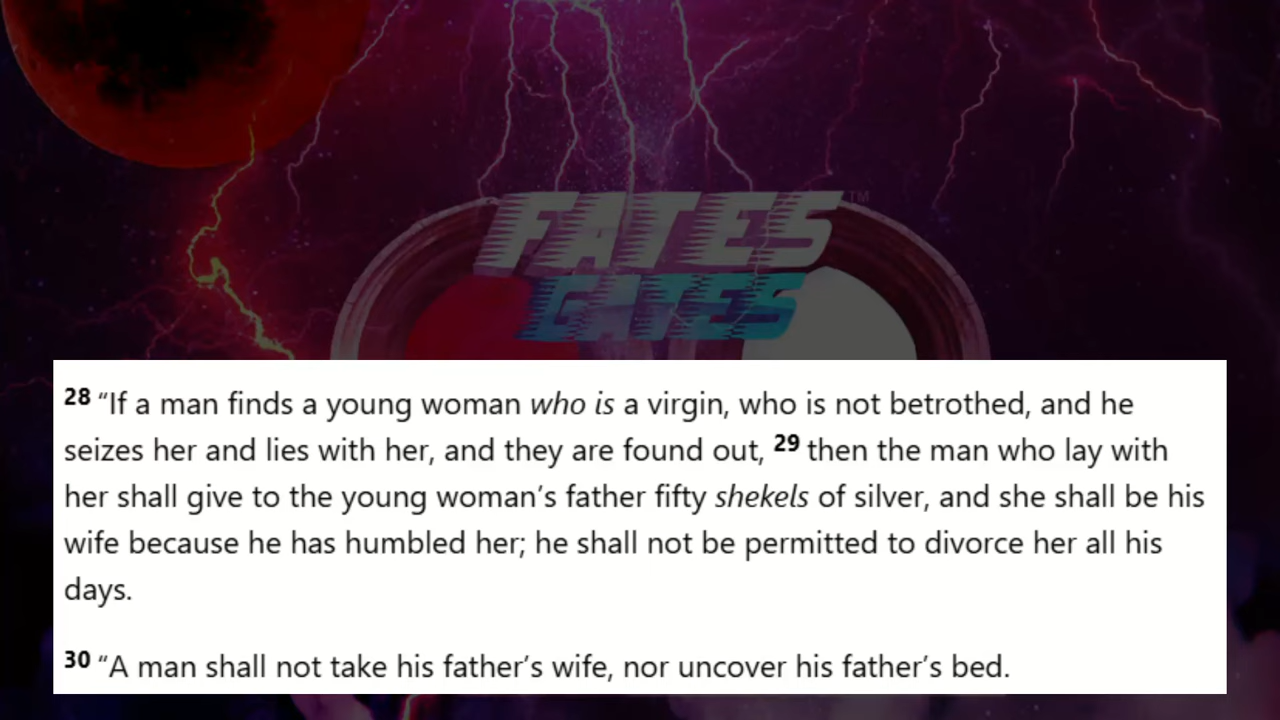 FATES™
GATES
28 “If a man finds a young woman who is a virgin, who is not betrothed, and he
seizes her and lies with her, and they are found out, 29 then the man who lay with
her shall give to the young woman’s father fifty shekels of silver, and she shall be his
wife because he has humbled her; he shall not be permitted to divorce her all his
days.
30 “A man shall not take his father’s wife, nor uncover his father’s bed.